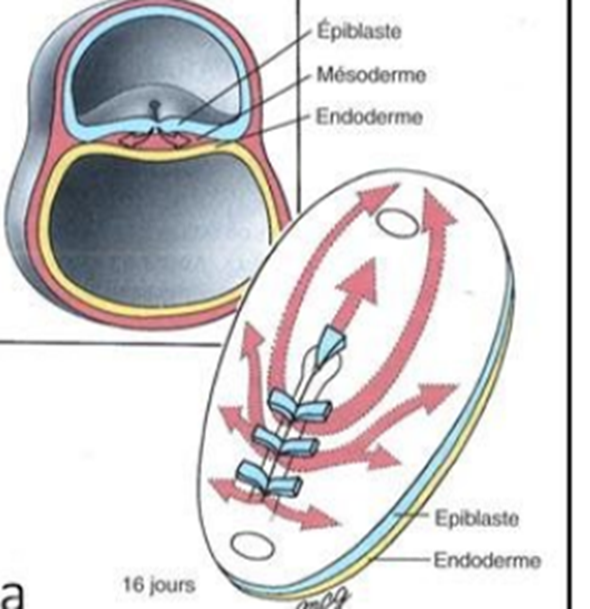 Épiblaste
Mésoderme
Endoderme
Epiblaste
Endoderme
16 jours
a